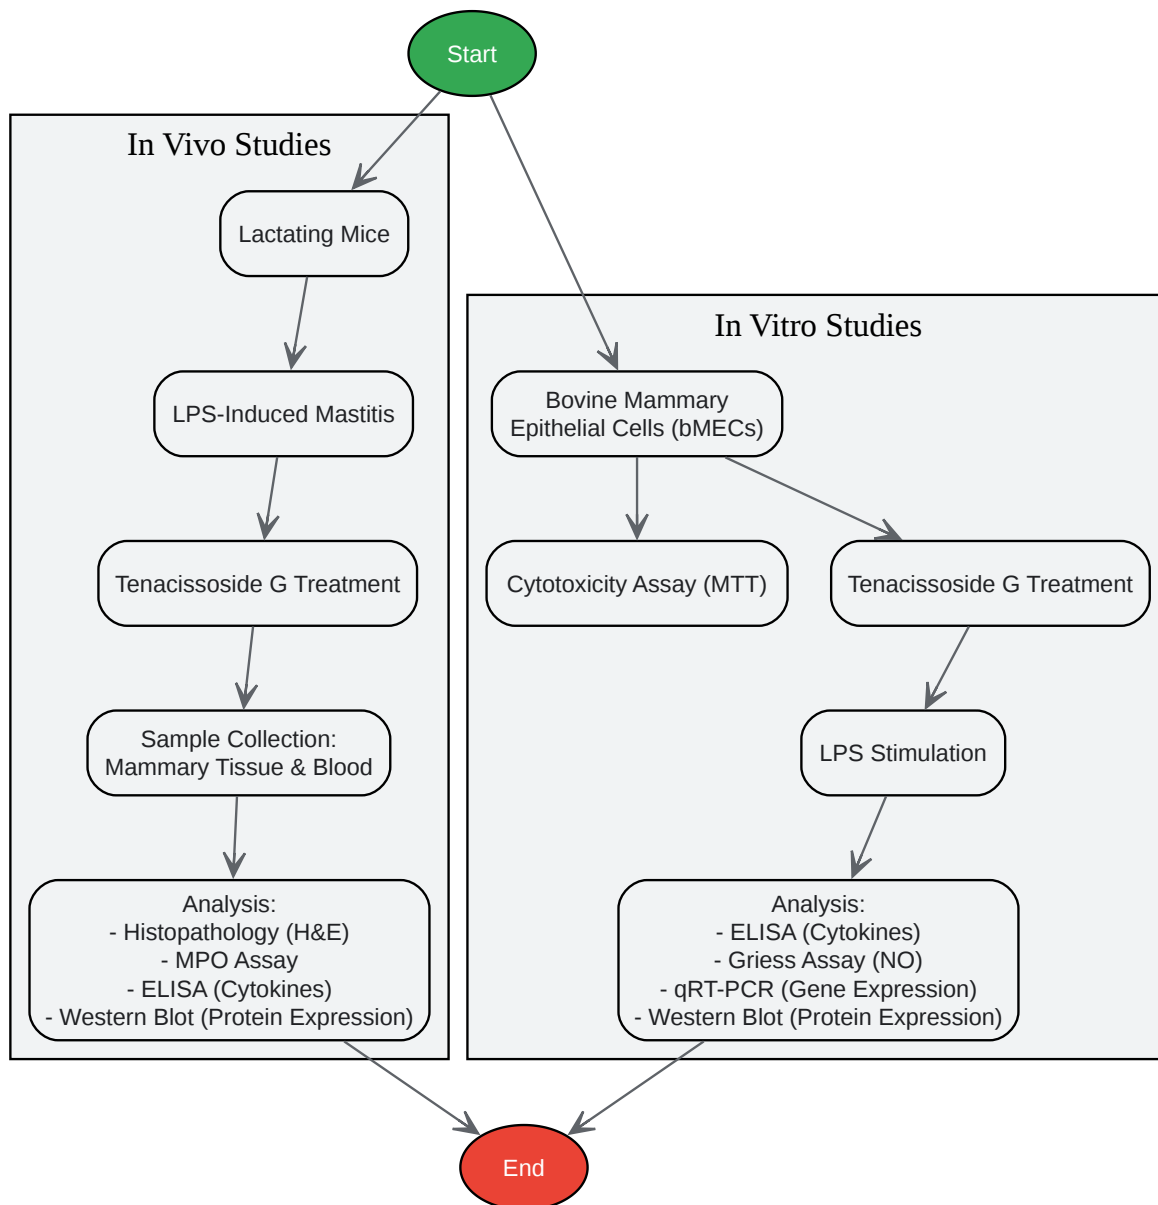 Start
In Vivo Studies
Lactating Mice
LPS-Induced Mastitis
Tenacissoside G Treatment
Sample Collection:
Mammary Tissue & Blood
Analysis:
- Histopathology (H&E)
- MPO Assay
- ELISA (Cytokines)
- Western Blot (Protein Expression)
In Vitro Studies
Bovine Mammary
Epithelial Cells (bMECs)
Cytotoxicity Assay (MTT)
Tenacissoside G Treatment
LPS Stimulation
Analysis:
- ELISA (Cytokines)
- Griess Assay (NO)
- qRT-PCR (Gene Expression)
- Western Blot (Protein Expression)
End